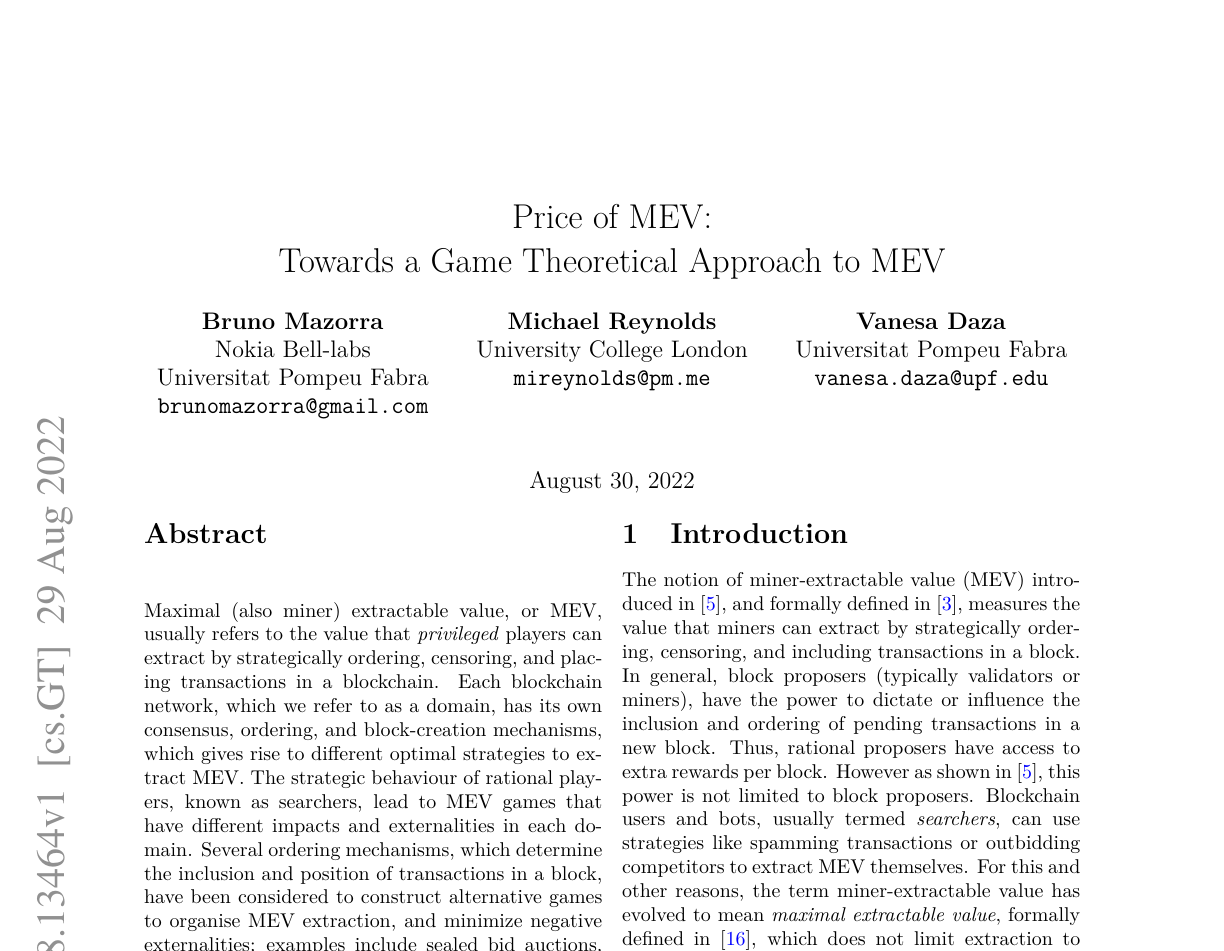 Price of MEV:
Towards a Game Theoretical Approach to MEV
Bruno Mazorra
Nokia Bell-labs
Universitat Pompeu Fabra
brunomazorra@gmail.com
Michael Reynolds
University College London
mireynolds@pm.me
Vanesa Daza
Universitat Pompeu Fabra
vanesa.daza@upf.edu
August 30, 2022
Abstract
Maximal (also miner) extractable value, or MEV,
usually refers to the value that privileged players can
extract by strategically ordering, censoring, and plac-
ing transactions in a blockchain. Each blockchain
network, which we refer to as a domain, has its own
consensus, ordering, and block-creation mechanisms,
which gives rise to different optimal strategies to ex-
tract MEV. The strategic behaviour of rational play-
ers, known as searchers, lead to MEV games that
have different impacts and externalities in each do-
main. Several ordering mechanisms, which determine
the inclusion and position of transactions in a block,
have been considered to construct alternative games
to organise MEV extraction, and minimize negative
externalities; examples include sealed bid auctions,
1 Introduction
The notion of miner-extractable value (MEV) intro-
duced in [5], and formally defined in [3], measures the
value that miners can extract by strategically order-
ing, censoring, and including transactions in a block.
In general, block proposers (typically validators or
miners), have the power to dictate or influence the
inclusion and ordering of pending transactions in a
new block. Thus, rational proposers have access to
extra rewards per block. However as shown in [5], this
power is not limited to block proposers. Blockchain
users and bots, usually termed searchers, can use
strategies like spamming transactions or outbidding
competitors to extract MEV themselves. For this and
other reasons, the term miner-extractable value has
evolved to mean maximal extractable value, formally
defined in [16], which does not limit extraction to
8.13464v1 [cs.GT] 29 Aug 2022